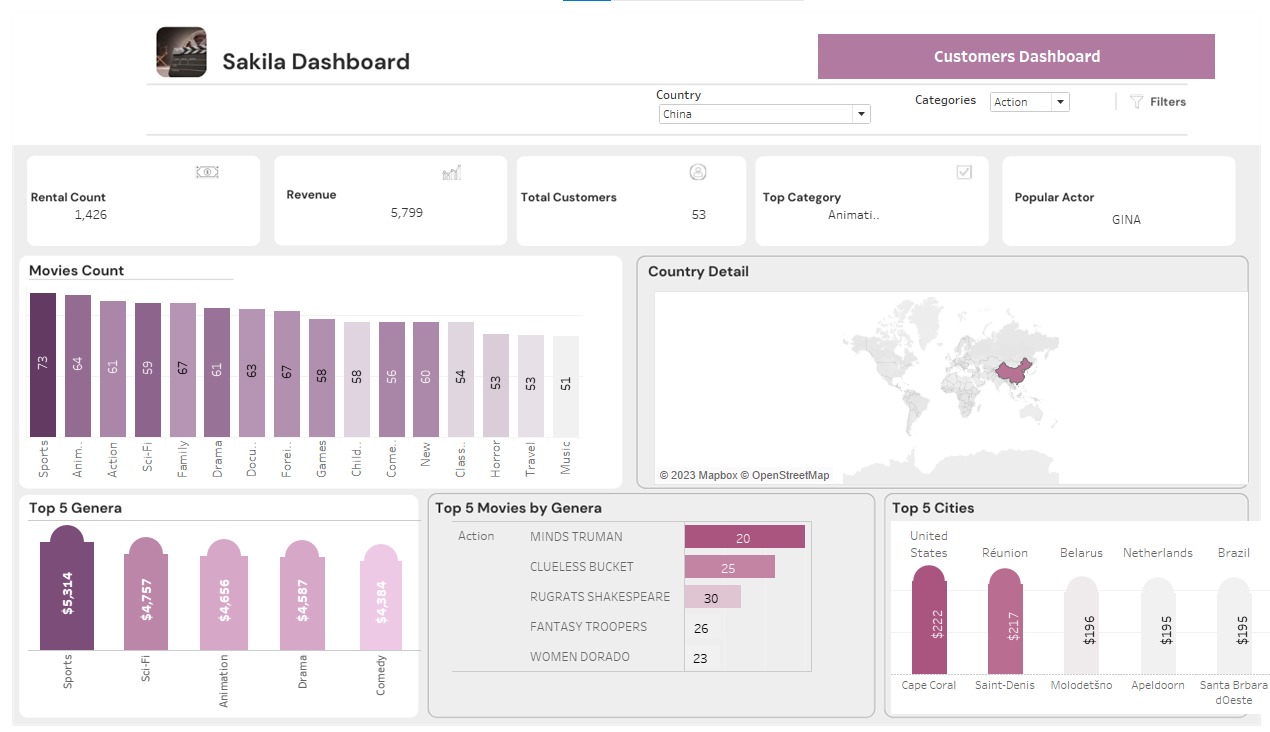 Sakila Dashboard
Customers Dashboard
Country
China
Categories
Action
Filters
Rental Count
1,426
Revenue
5,799
Total Customers
53
Top Category
Animati..
Popular Actor
GINA
Movies Count
73
64
61
59
67
61
63
67
58
58
56
60
54
53
53
51
Sports
Anim..
Action
Sci-Fi
Family
Drama
Docu..
Forei..
Games
Child..
Come..
New
Class..
Horror
Travel
Music
Country Detail
© 2023 Mapbox © OpenStreetMap
Top 5 Genera
$5,314
$4,757
$4,656
$4,587
$4,384
Sports
Sci-Fi
Animation
Drama
Comedy
Top 5 Movies by Genera
Action
MINDS TRUMAN 20
CLUELESS BUCKET 25
RUGRATS SHAKESPEARE 30
FANTASY TROOPERS 26
WOMEN DORADO 23
Top 5 Cities
United
States
Réunion
Belarus
Netherlands
Brazil
$222
$217
$196
$195
$195
Cape Coral
Saint-Denis
Molodetšno
Apeldoorn
Santa Brbara
dOeste